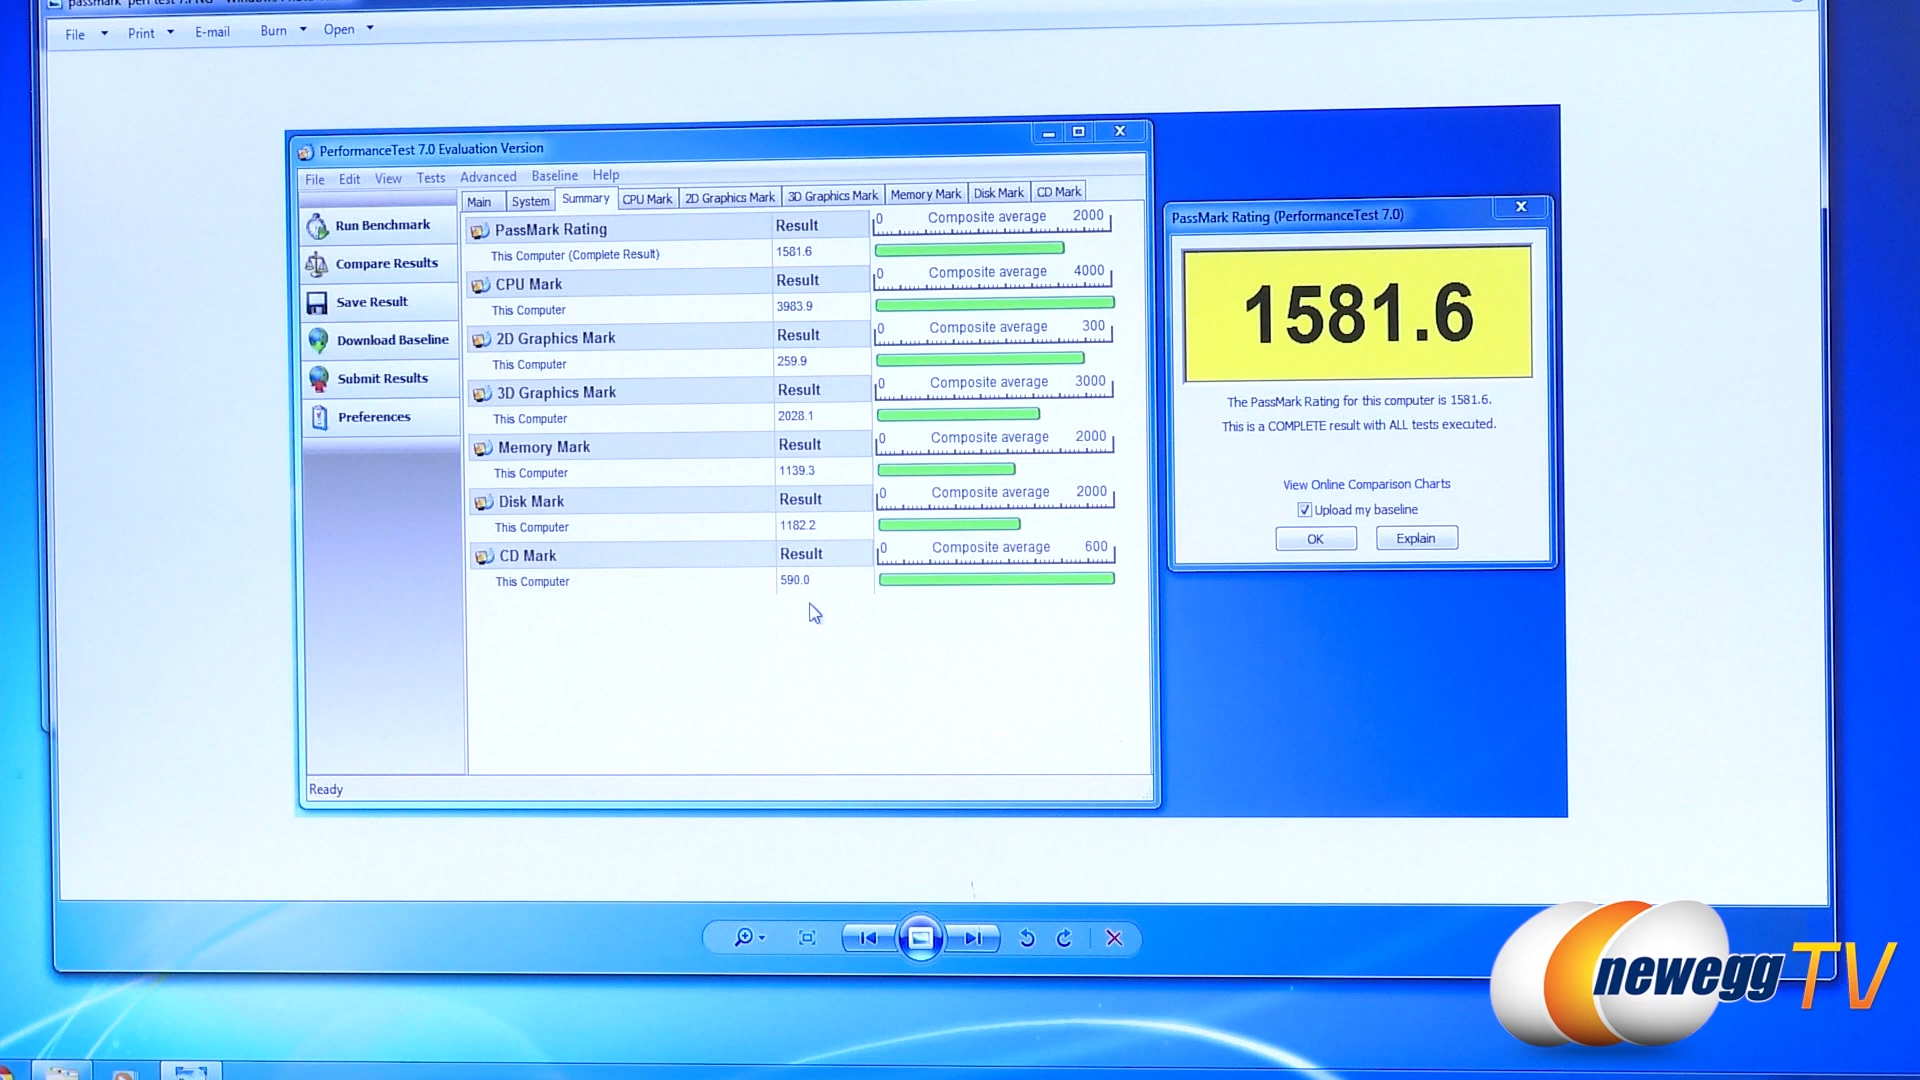 passmark perf test 7.PNG
File Print E-mail Burn Open
PerformanceTest 7.0 Evaluation Version
File Edit View Tests Advanced Baseline Help
Main System Summary CPU Mark 2D Graphics Mark 3D Graphics Mark Memory Mark Disk Mark CD Mark
Run Benchmark
Compare Results
Save Result
Download Baseline
Submit Results
Preferences
PassMark Rating Result 0 Composite average 2000
This Computer (Complete Result) 1581.6
CPU Mark Result 0 Composite average 4000
This Computer 3983.9
2D Graphics Mark Result 0 Composite average 300
This Computer 259.9
3D Graphics Mark Result 0 Composite average 3000
This Computer 2028.1
Memory Mark Result 0 Composite average 2000
This Computer 1139.3
Disk Mark Result 0 Composite average 2000
This Computer 1182.2
CD Mark Result 0 Composite average 600
This Computer 590.0
Ready
PassMark Rating (PerformanceTest 7.0)
1581.6
The PassMark Rating for this computer is 1581.6.
This is a COMPLETE result with ALL tests executed.
View Online Comparison Charts
Upload my baseline
OK Explain
newegg TV